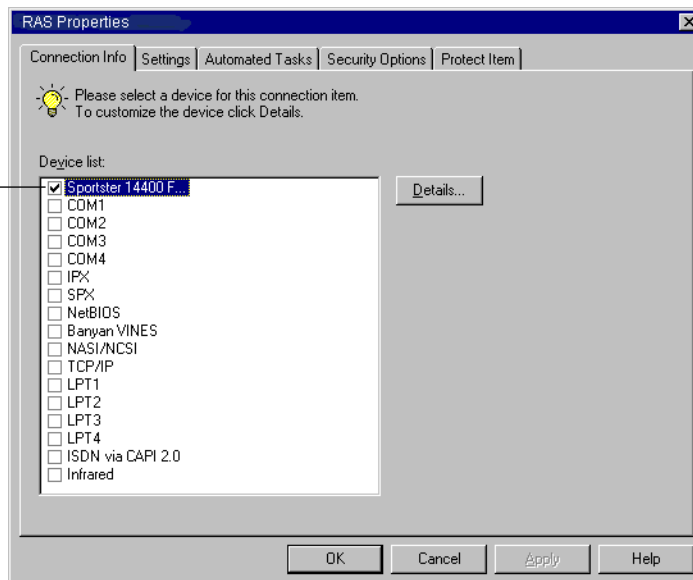 RAS Properties
Connection Info Settings Automated Tasks Security Options Protect Item
Please select a device for this connection item.
To customize the device click Details.
Device list:
Sportster 14400 F...
Details...
COM1
COM2
COM3
COM4
IPX
SPX
NetBIOS
Banyan VINES
NASI/NCSI
TCP/IP
LPT1
LPT2
LPT3
LPT4
ISDN via CAPI 2.0
Infrared
OK Cancel Apply Help